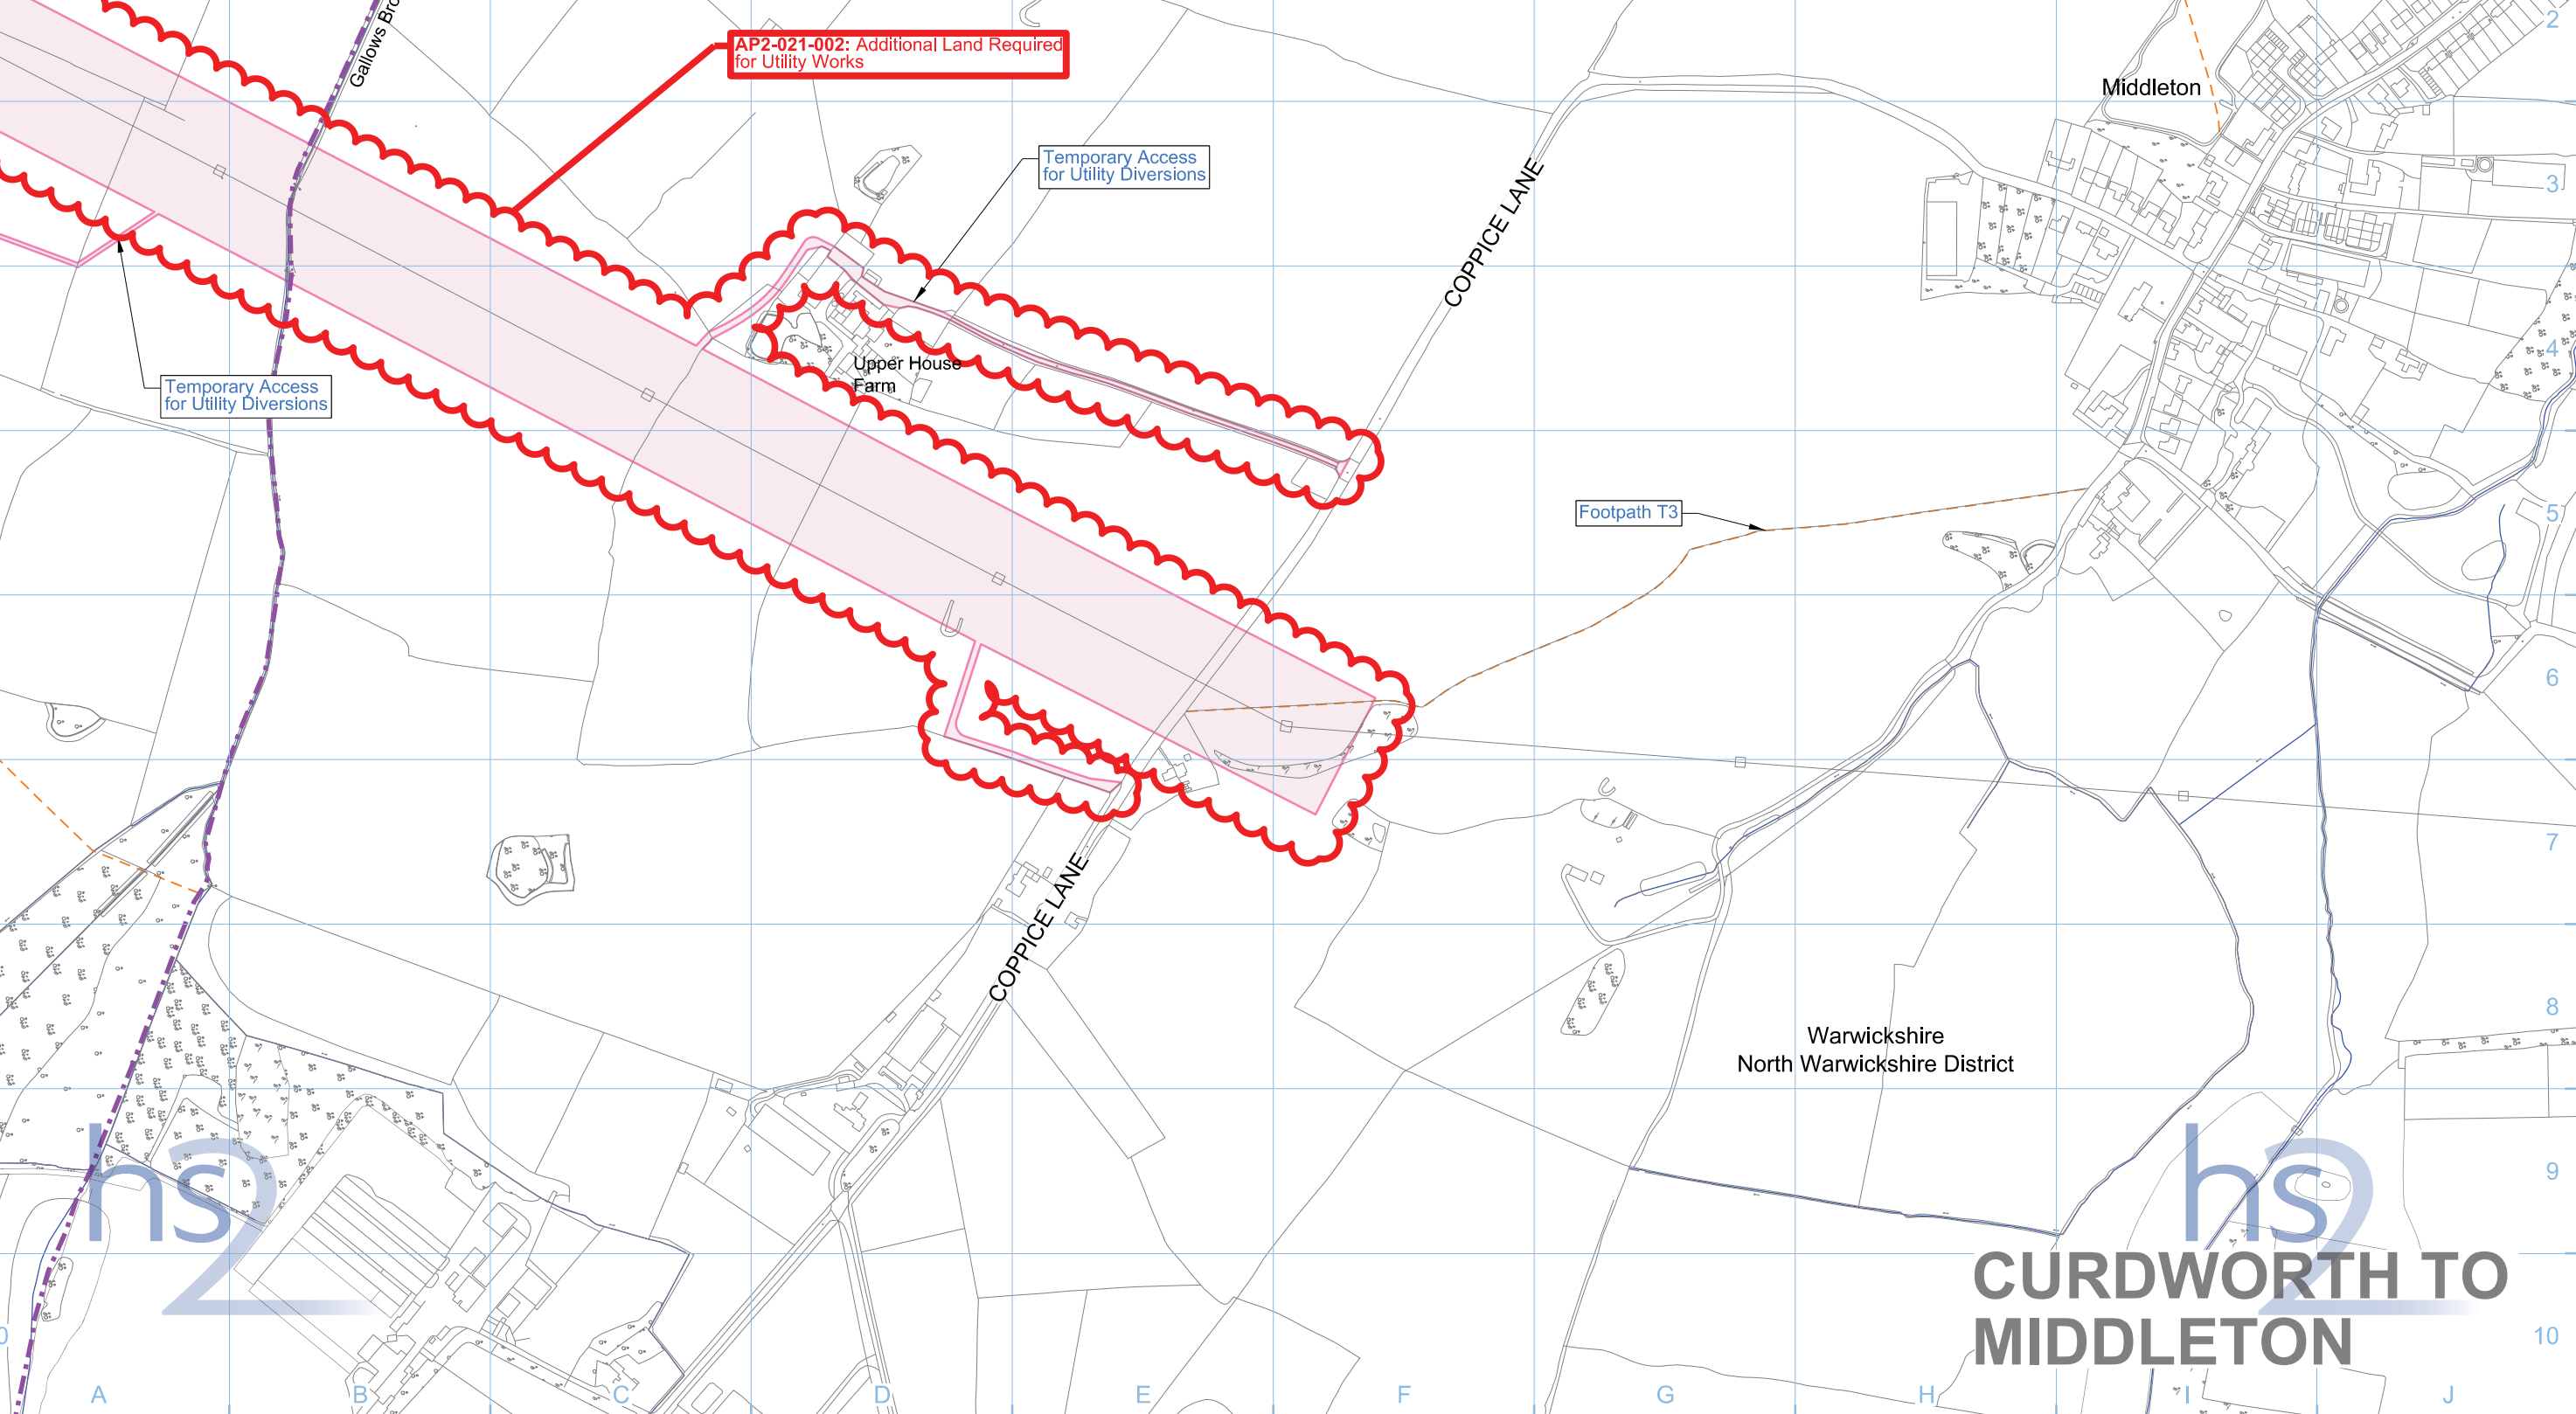 2
Gallows Bro
AP2-021-002: Additional Land Required
for Utility Works
Middleton
Temporary Access
for Utility Diversions
3
COPPICE LANE
Upper House
Farm
4
Temporary Access
for Utility Diversions
Footpath T3
5
6
7
COPPICE LANE
8
Warwickshire
North Warwickshire District
9
hs2
hs2
CURDWORTH TO
MIDDLETON
0
10
A
B
C
D
E
F
G
H
I
J